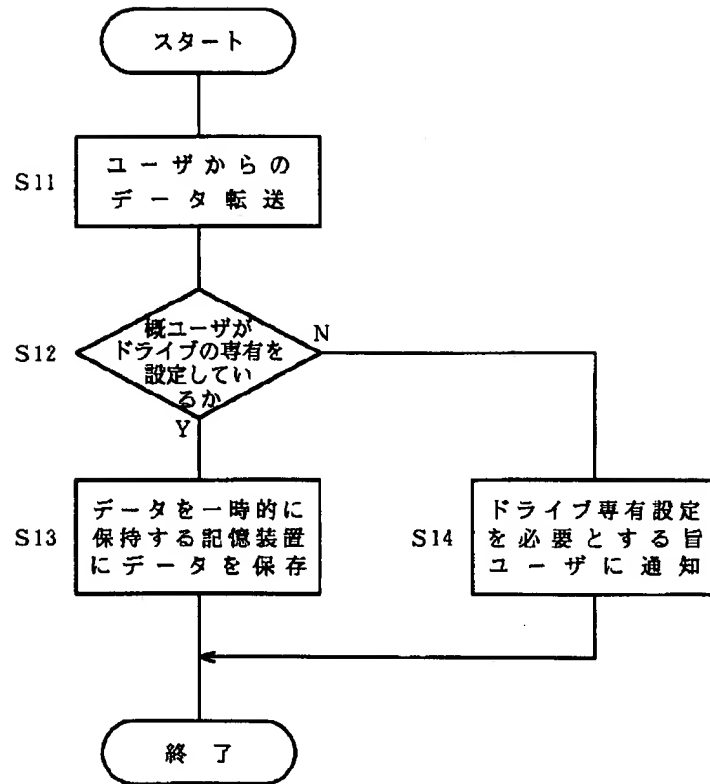 スタート
S11
ユーザからの
データ転送
S12
概ユーザが
ドライブの専有を
設定してい
るか
N
Y
S13
データを一時的に
保持する記憶装置
にデータを保存
S14
ドライブ専有設定
を必要とする旨
ユーザに通知
終了